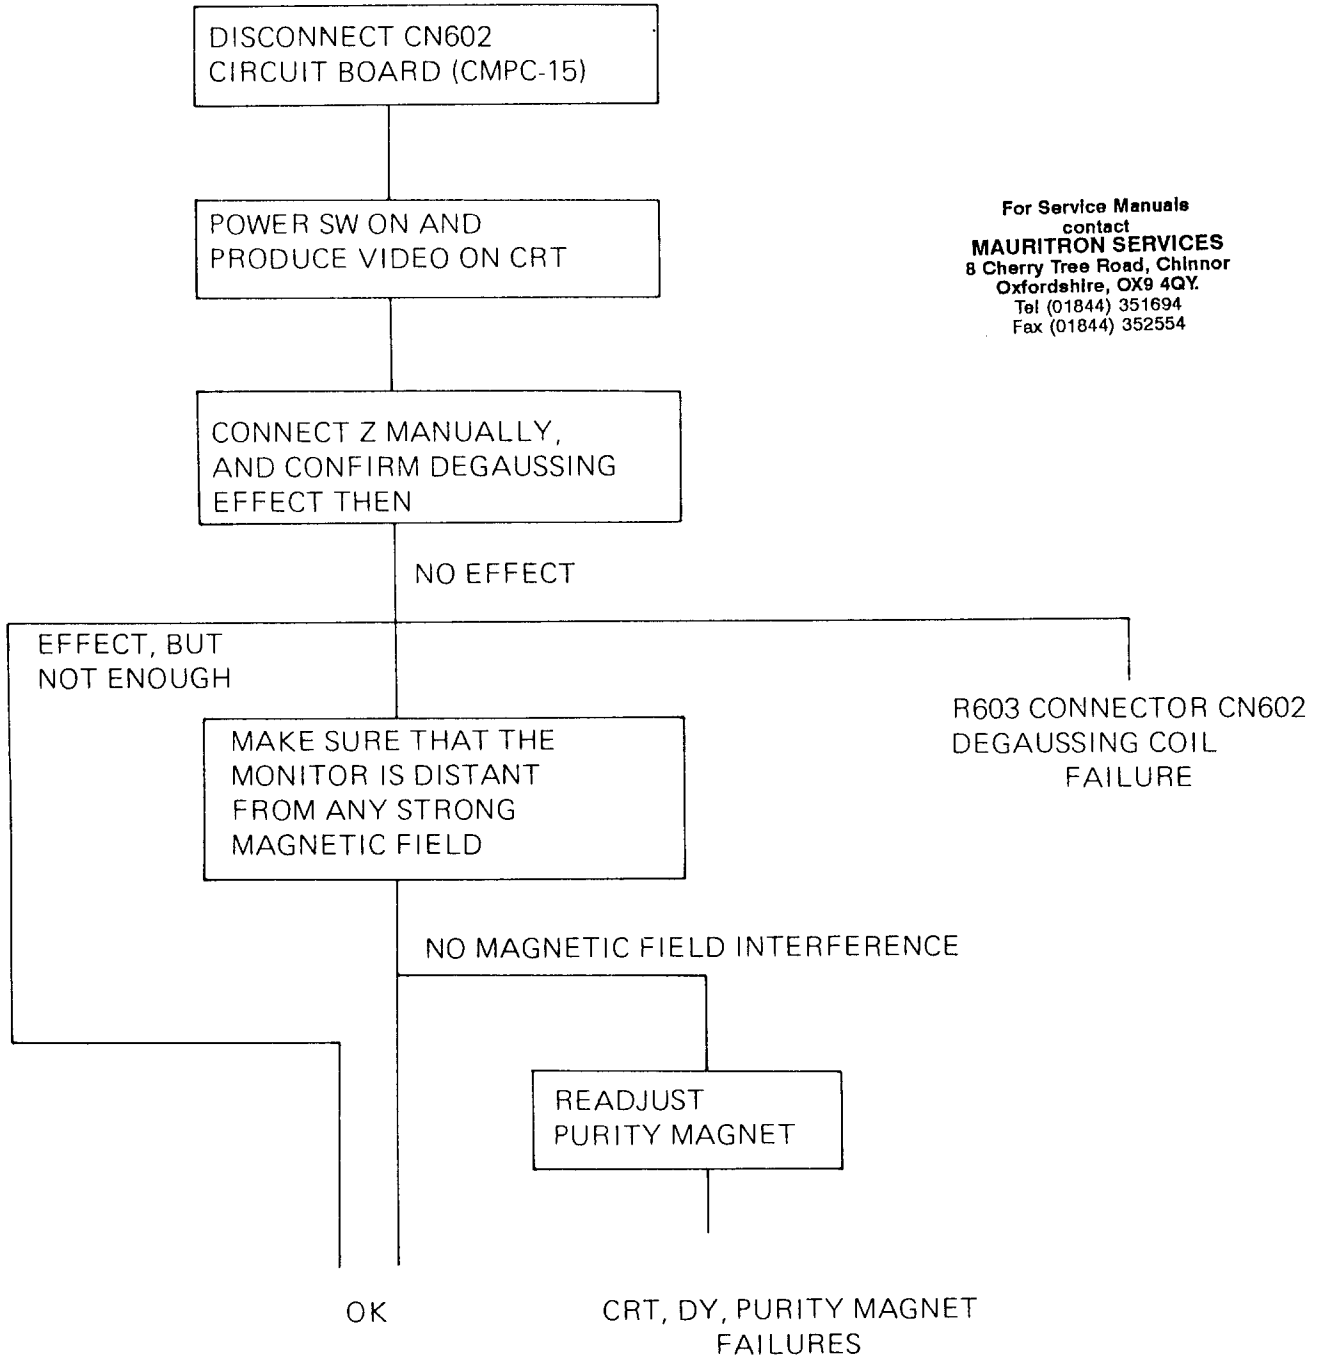 DISCONNECT CN602
CIRCUIT BOARD (CMPC-15)
POWER SW ON AND
PRODUCE VIDEO ON CRT
For Service Manuals
contact
MAURITRON SERVICES
8 Cherry Tree Road, Chinnor
Oxfordshire, OX9 4QY.
Tel (01844) 351694
Fax (01844) 352554
CONNECT Z MANUALLY,
AND CONFIRM DEGAUSSING
EFFECT THEN
NO EFFECT
EFFECT, BUT
NOT ENOUGH
R603 CONNECTOR CN602
DEGAUSSING COIL
FAILURE
MAKE SURE THAT THE
MONITOR IS DISTANT
FROM ANY STRONG
MAGNETIC FIELD
NO MAGNETIC FIELD INTERFERENCE
READJUST
PURITY MAGNET
OK
CRT, DY, PURITY MAGNET
FAILURES